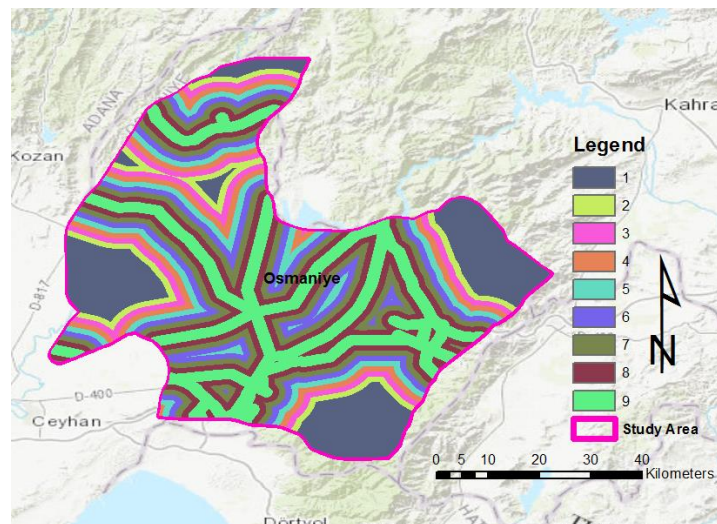 ADANA
Kozan
Kahra
Legend
1
2
3
4
5
6
7
8
9
Study Area
Osmaniye
D-817
D-400
Ceyhan
Dörtyol
HA
N
0 5 10 20 30 40
Kilometers